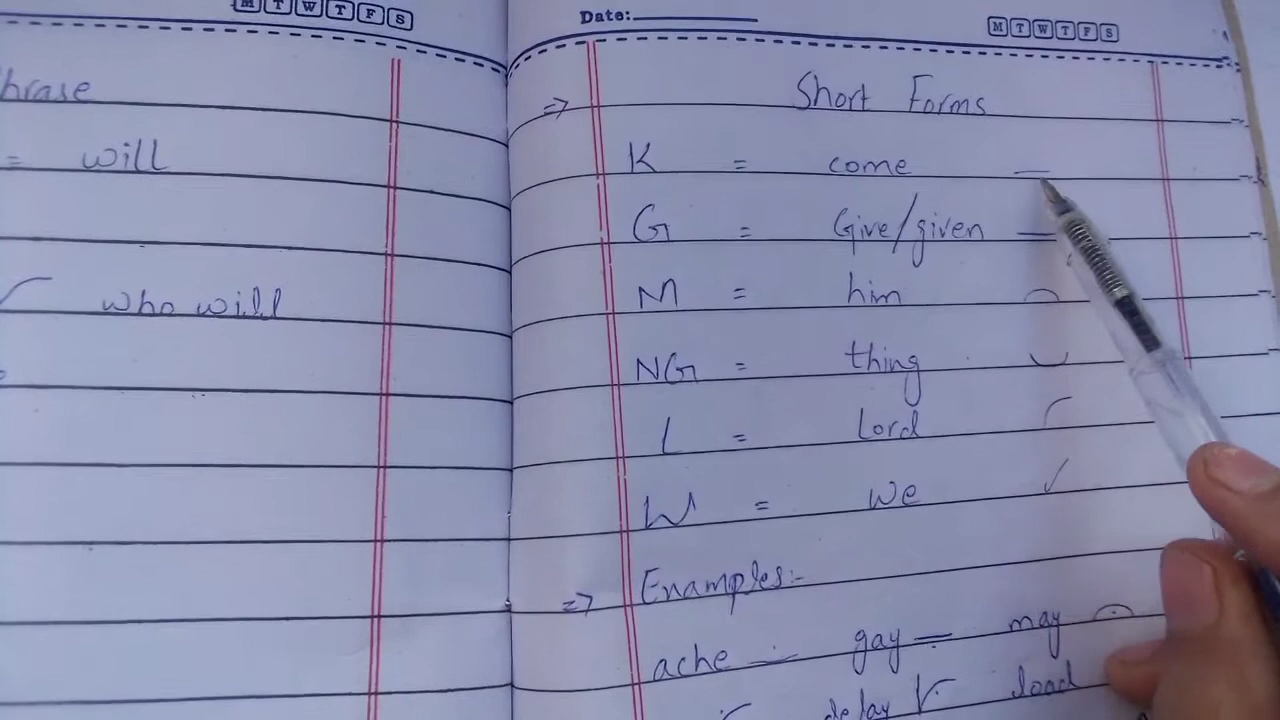 M T W T F S
hrase
= will
who will
Date:
M T W T F S
⇒ Short Forms
K = come
G = Give/given
M = him
NG = thing
L = Lord
W = we
⇒ Examples:-
ache gay may
delay load